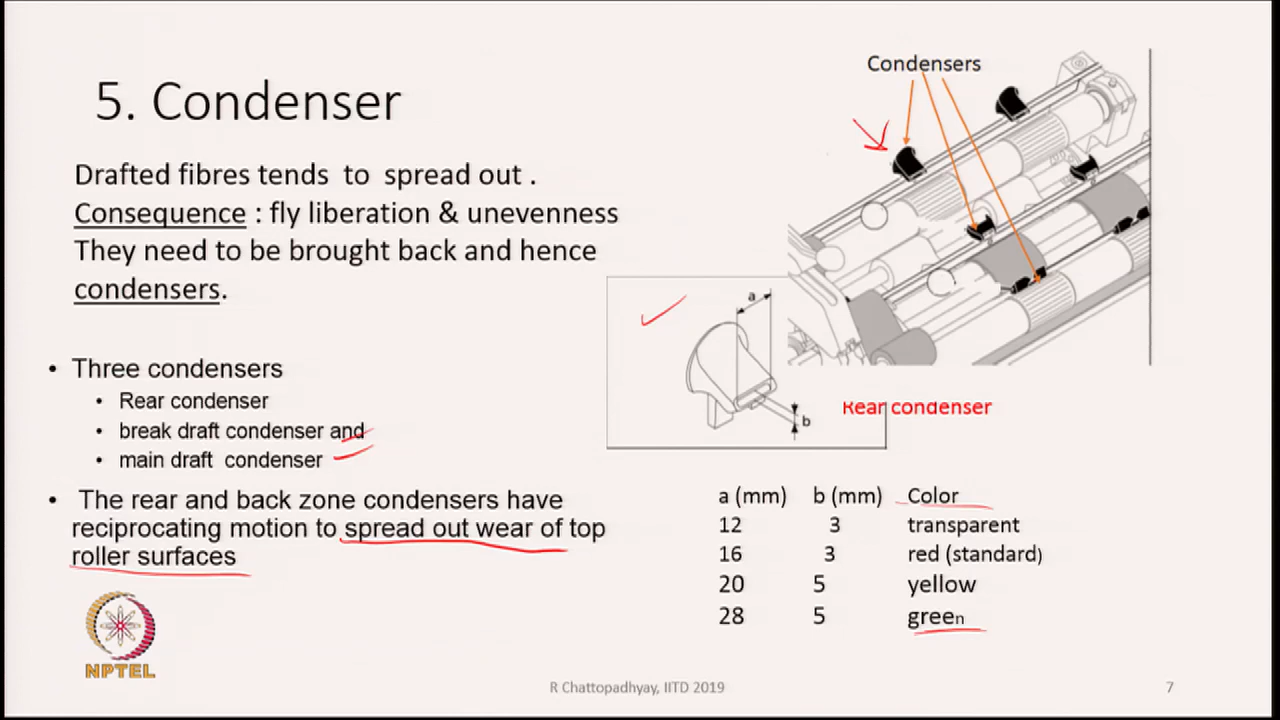 5. Condenser
Drafted fibres tends to spread out .
Consequence : fly liberation & unevenness
They need to be brought back and hence
condensers.
• Three condensers
• Rear condenser
• break draft condenser and
• main draft condenser
• The rear and back zone condensers have
reciprocating motion to spread out wear of top
roller surfaces
Condensers
a
b
Rear condenser
a (mm) b (mm) Color
12 3 transparent
16 3 red (standard)
20 5 yellow
28 5 green
NPTEL
R Chattopadhyay, IITD 2019
7